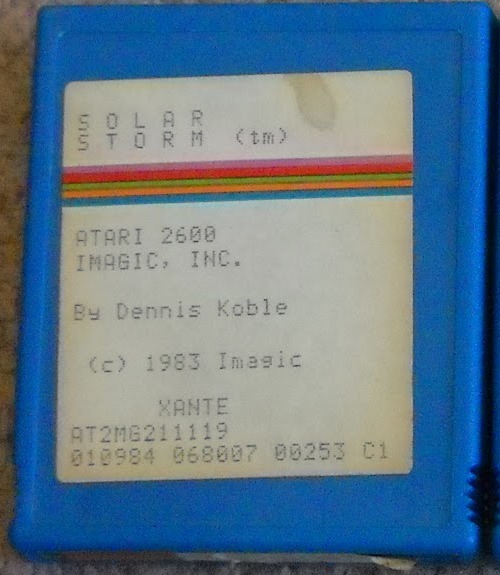 S O L A R
S T O R M (tm)
ATARI 2600
IMAGIC, INC.
By Dennis Koble
(c) 1983 Imagic
XANTE
AT2MG211119
010984 068007 00253 C1